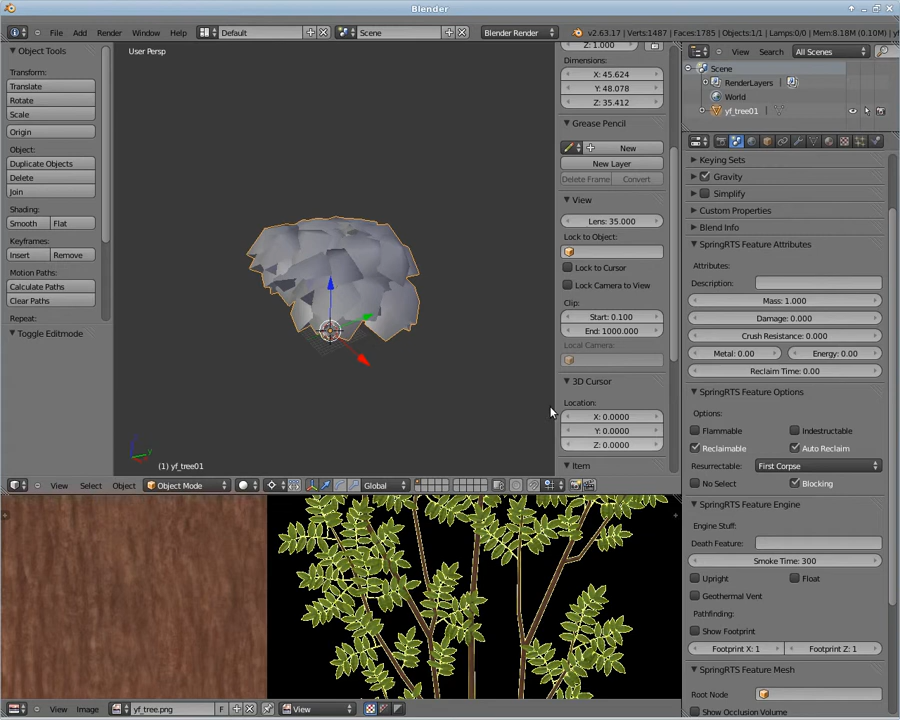 Blender
File Add Render Window Help Default Scene Blender Render v2.63.17 | Verts:1487 | Faces:1785 | Objects:1/1 | Lamps:0/0 | Mem:8.18M (0.10M) | yf
Object Tools
Transform:
Translate
Rotate
Scale
Origin
Object:
Duplicate Objects
Delete
Join
Shading:
Smooth Flat
Keyframes:
Insert Remove
Motion Paths:
Calculate Paths
Clear Paths
Repeat:
Toggle Editmode
User Persp
(1) yf_tree01
Z: 1.000
Dimensions:
X: 45.624
Y: 48.078
Z: 35.412
Grease Pencil
New
New Layer
Delete Frame Convert
View
Lens: 35.000
Lock to Object:
Lock to Cursor
Lock Camera to View
Clip:
Start: 0.100
End: 1000.000
Local Camera:
3D Cursor
Location:
X: 0.0000
Y: 0.0000
Z: 0.0000
Item
View Search All Scenes
Scene
RenderLayers
World
yf_tree01
Keying Sets
Gravity
Simplify
Custom Properties
Blend Info
SpringRTS Feature Attributes
Attributes:
Description:
Mass: 1.000
Damage: 0.000
Crush Resistance: 0.000
Metal: 0.00 Energy: 0.00
Reclaim Time: 0.00
SpringRTS Feature Options
Options:
Flammable Indestructable
Reclaimable Auto Reclaim
Resurrectable: First Corpse
No Select Blocking
SpringRTS Feature Engine
Engine Stuff:
Death Feature:
Smoke Time: 300
Upright Float
Geothermal Vent
Pathfinding:
Show Footprint
Footprint X: 1 Footprint Z: 1
SpringRTS Feature Mesh
Root Node:
Show Occlusion Volume
View Select Object Object Mode Global
View Image yf_tree.png F View